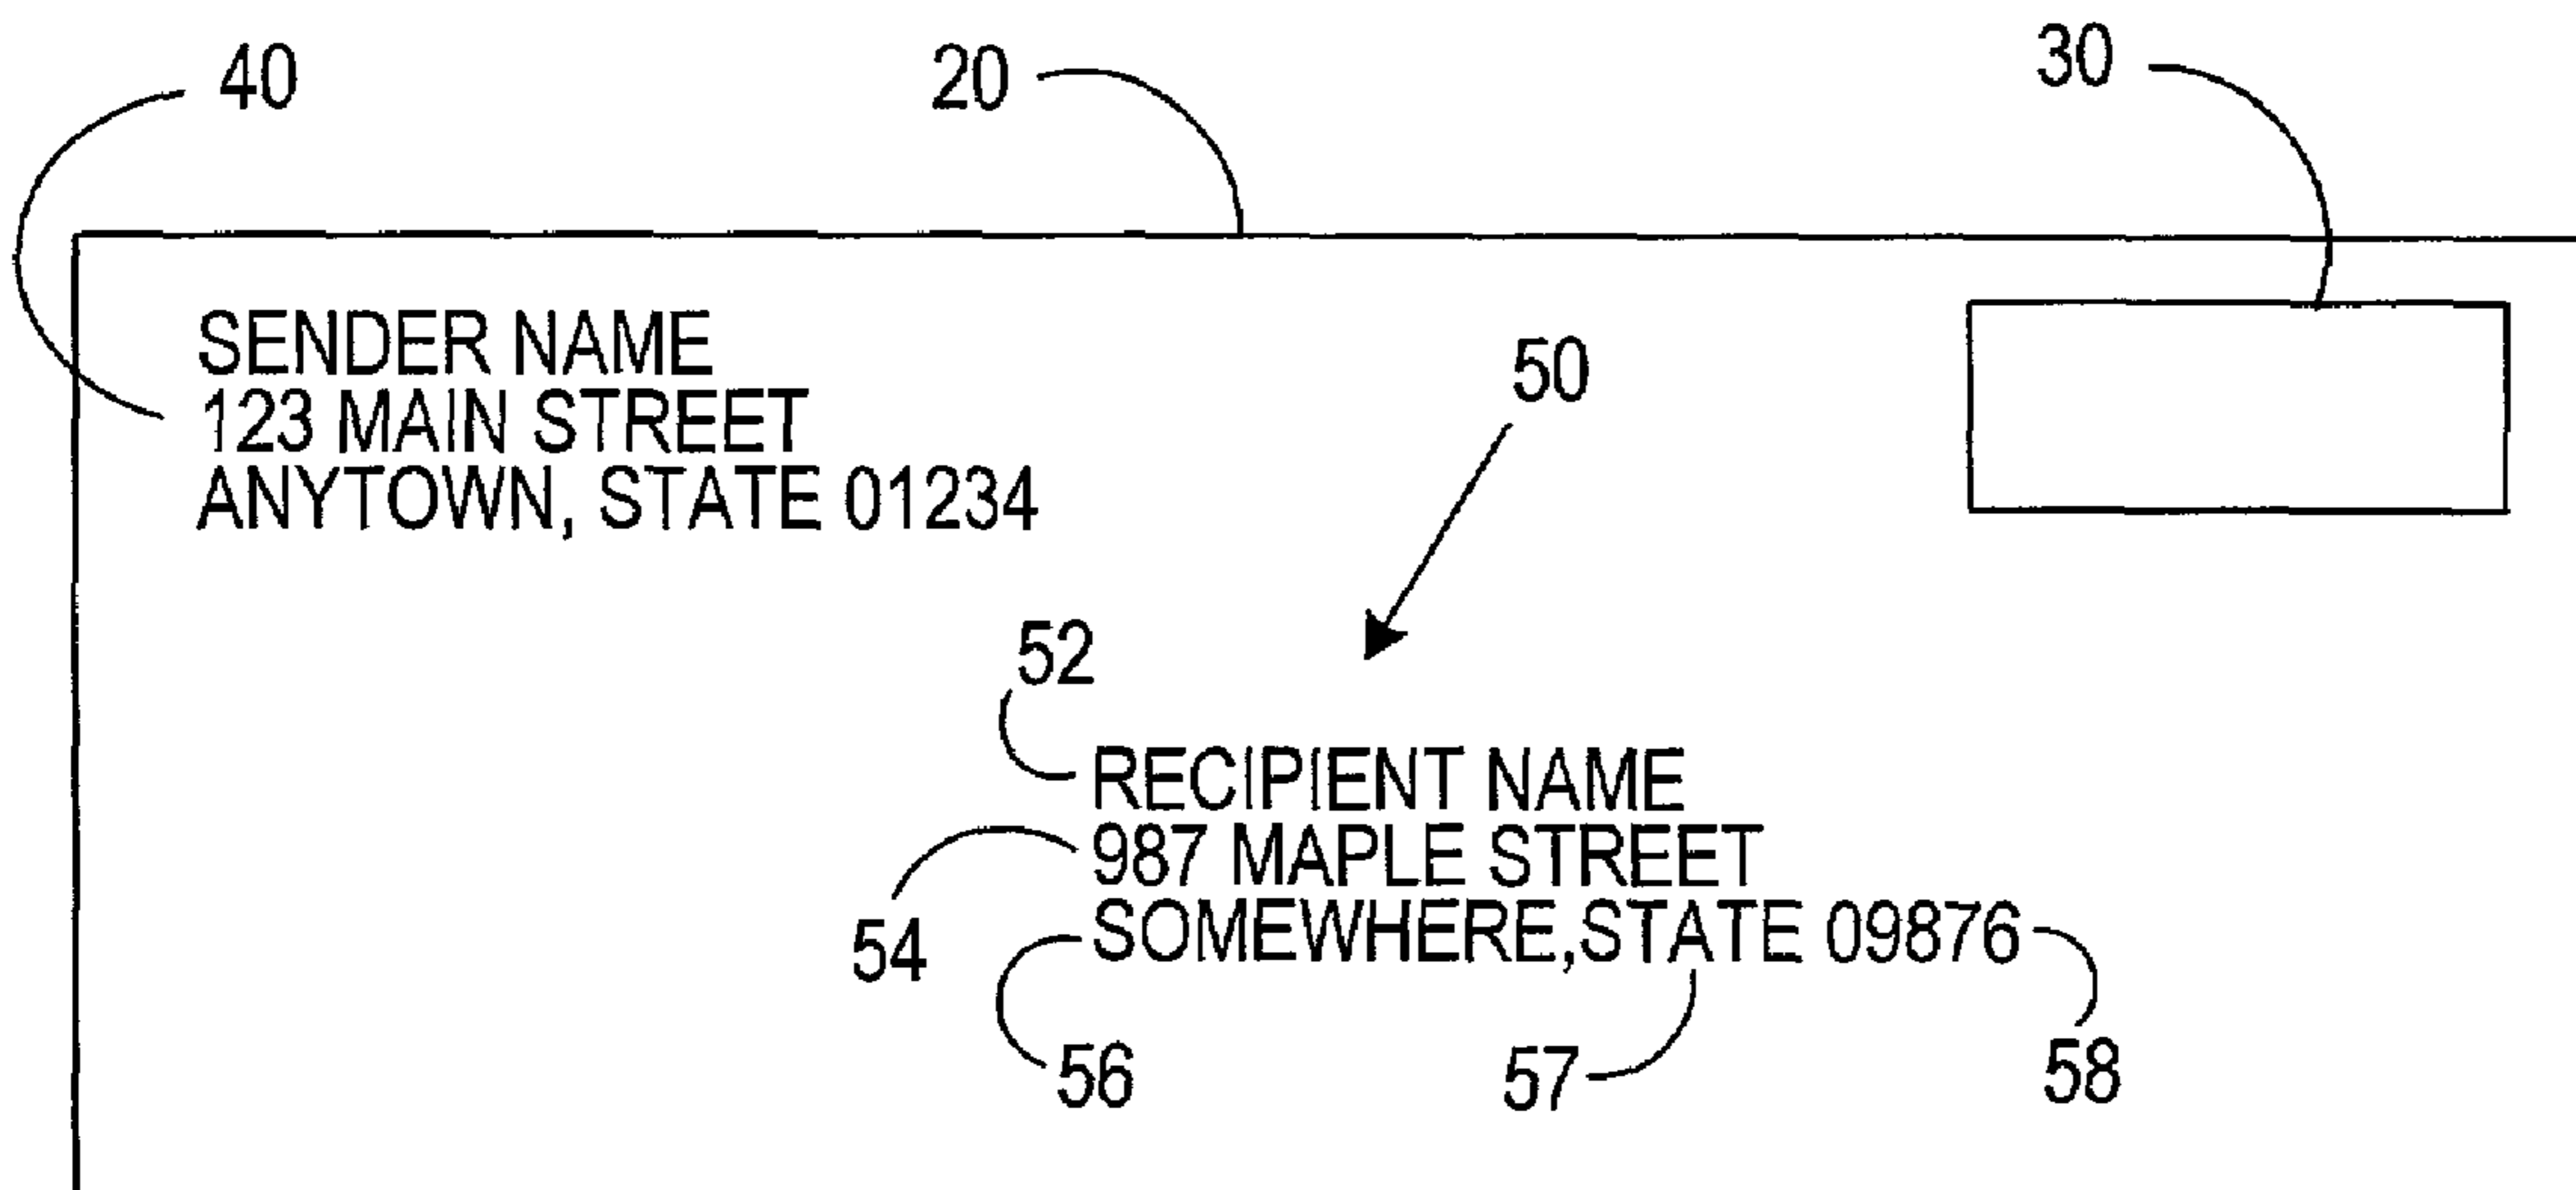 40
20
30
SENDER NAME
123 MAIN STREET
ANYTOWN, STATE 01234
50
52
RECIPIENT NAME
987 MAPLE STREET
SOMEWHERE,STATE 09876
54
56
57
58